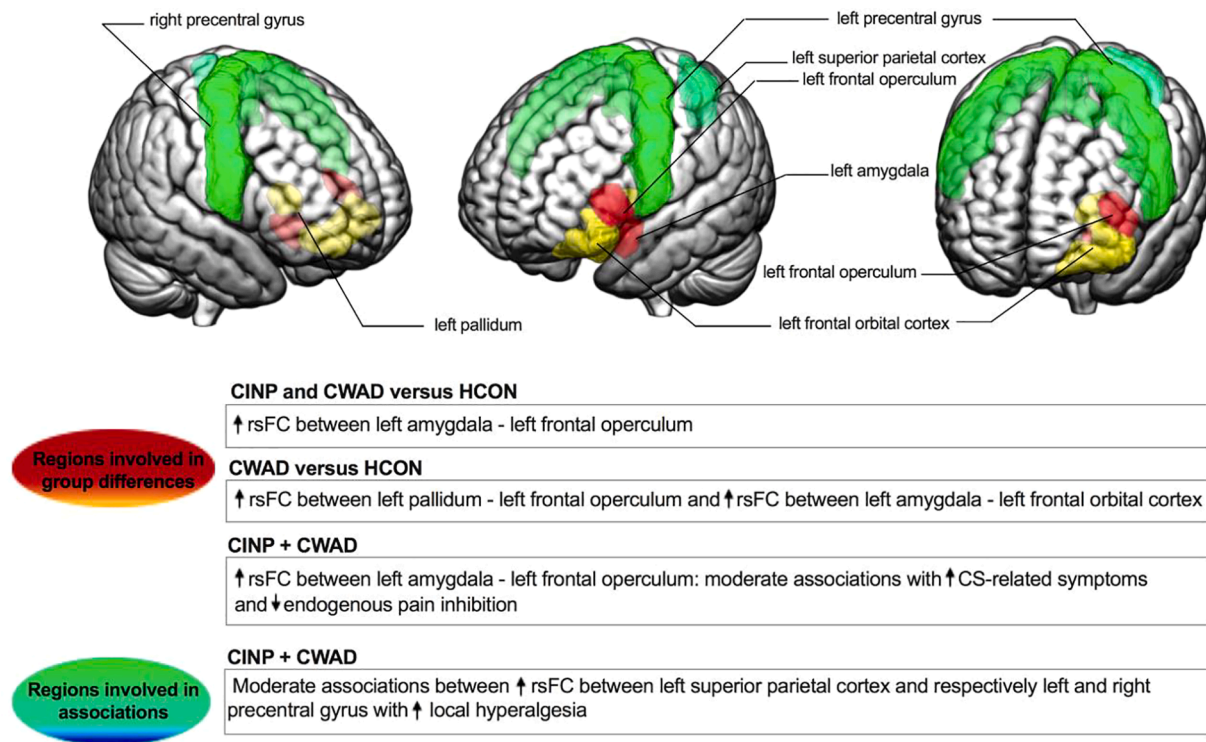 right precentral gyrus
left precentral gyrus
left superior parietal cortex
left frontal operculum
left amygdala
left frontal operculum
left pallidum
left frontal orbital cortex
CINP and CWAD versus HCON
↑rsFC between left amygdala - left frontal operculum
Regions involved in
group differences
CWAD versus HCON
↑rsFC between left pallidum - left frontal operculum and ↑rsFC between left amygdala - left frontal orbital cortex
CINP + CWAD
↑rsFC between left amygdala - left frontal operculum: moderate associations with ↑CS-related symptoms
and ↓endogenous pain inhibition
CINP + CWAD
Regions involved in
associations
Moderate associations between ↑ rsFC between left superior parietal cortex and respectively left and right
precentral gyrus with ↑ local hyperalgesia